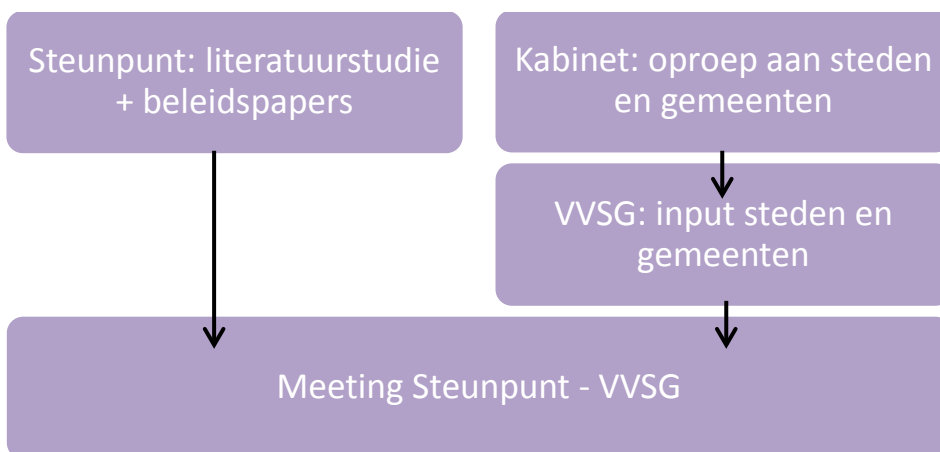 Steunpunt: literatuurstudie
+ beleidspapers
Kabinet: oproep aan steden
en gemeenten
VVSG: input steden en
gemeenten
Meeting Steunpunt - VVSG